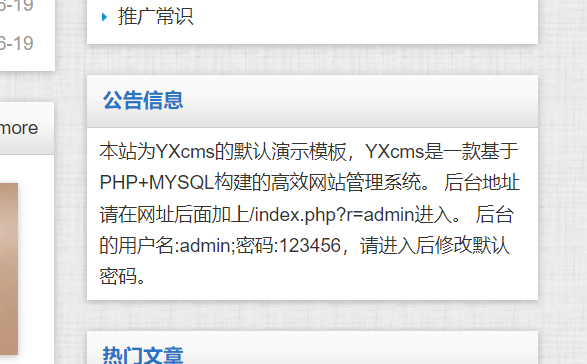 6-19
推广常识
6-19
公告信息
more
本站为YXcms的默认演示模板，YXcms是一款基于
PHP+MYSQL构建的高效网站管理系统。 后台地址
请在网址后面加上/index.php?r=admin进入。 后台
的用户名:admin;密码:123456，请进入后修改默认
密码。
热门文章